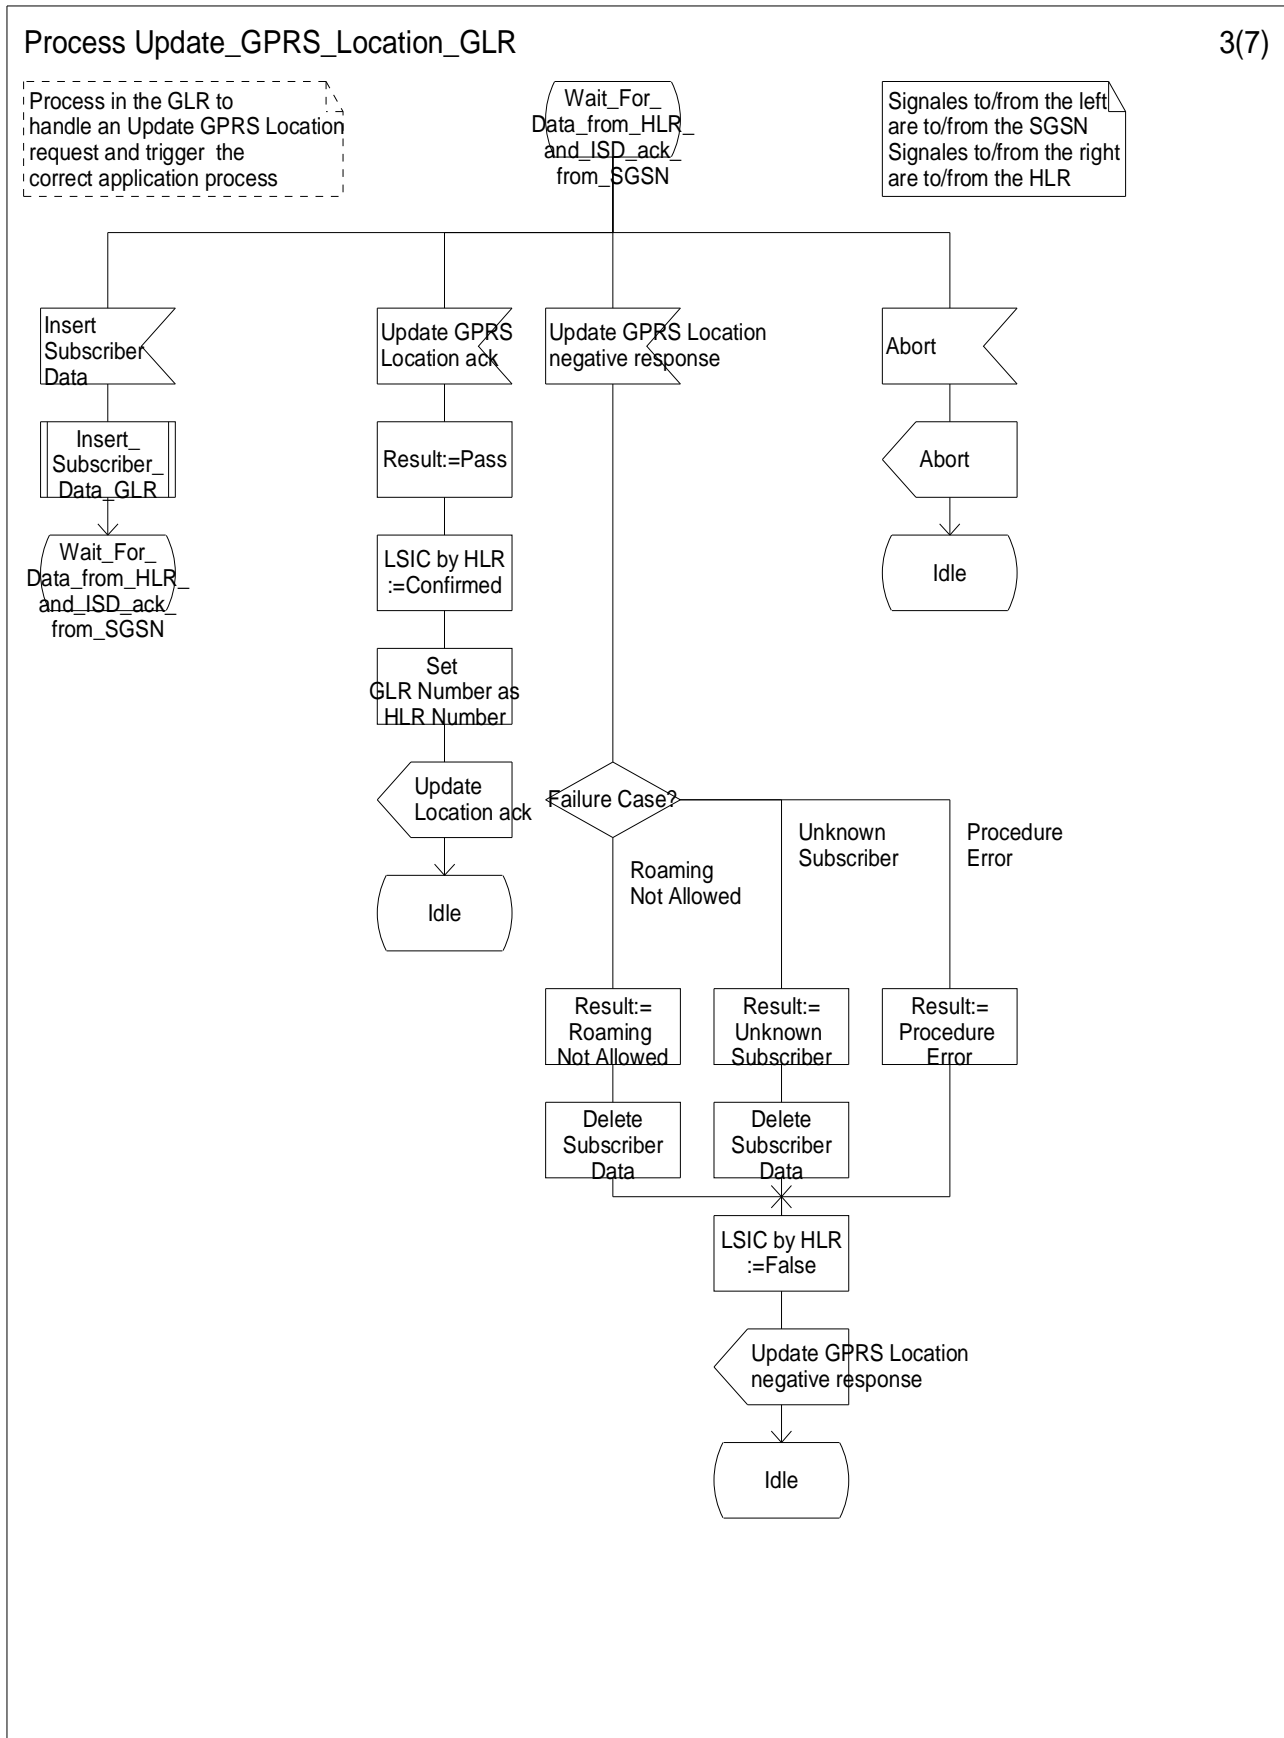 Process Update_GPRS_Location_GLR
3(7)
Process in the GLR to
handle an Update GPRS Location
request and trigger the
correct application process
Wait_For_
Data_from_HLR_
and_ISD_ack_
from_SGSN
Signales to/from the left
are to/from the SGSN
Signales to/from the right
are to/from the HLR
Insert
Subscriber
Data
Update GPRS
Location ack
Update GPRS Location
negative response
Abort
Insert_
Subscriber_
Data_GLR
Result:=Pass
Abort
Wait_For_
Data_from_HLR_
and_ISD_ack_
from_SGSN
LSIC by HLR
:=Confirmed
Idle
Set
GLR Number as
HLR Number
Update
Location ack
Failure Case?
Unknown
Subscriber
Procedure
Error
Roaming
Not Allowed
Idle
Result:=
Roaming
Not Allowed
Result:=
Unknown
Subscriber
Result:=
Procedure
Error
Delete
Subscriber
Data
Delete
Subscriber
Data
LSIC by HLR
:=False
Update GPRS Location
negative response
Idle